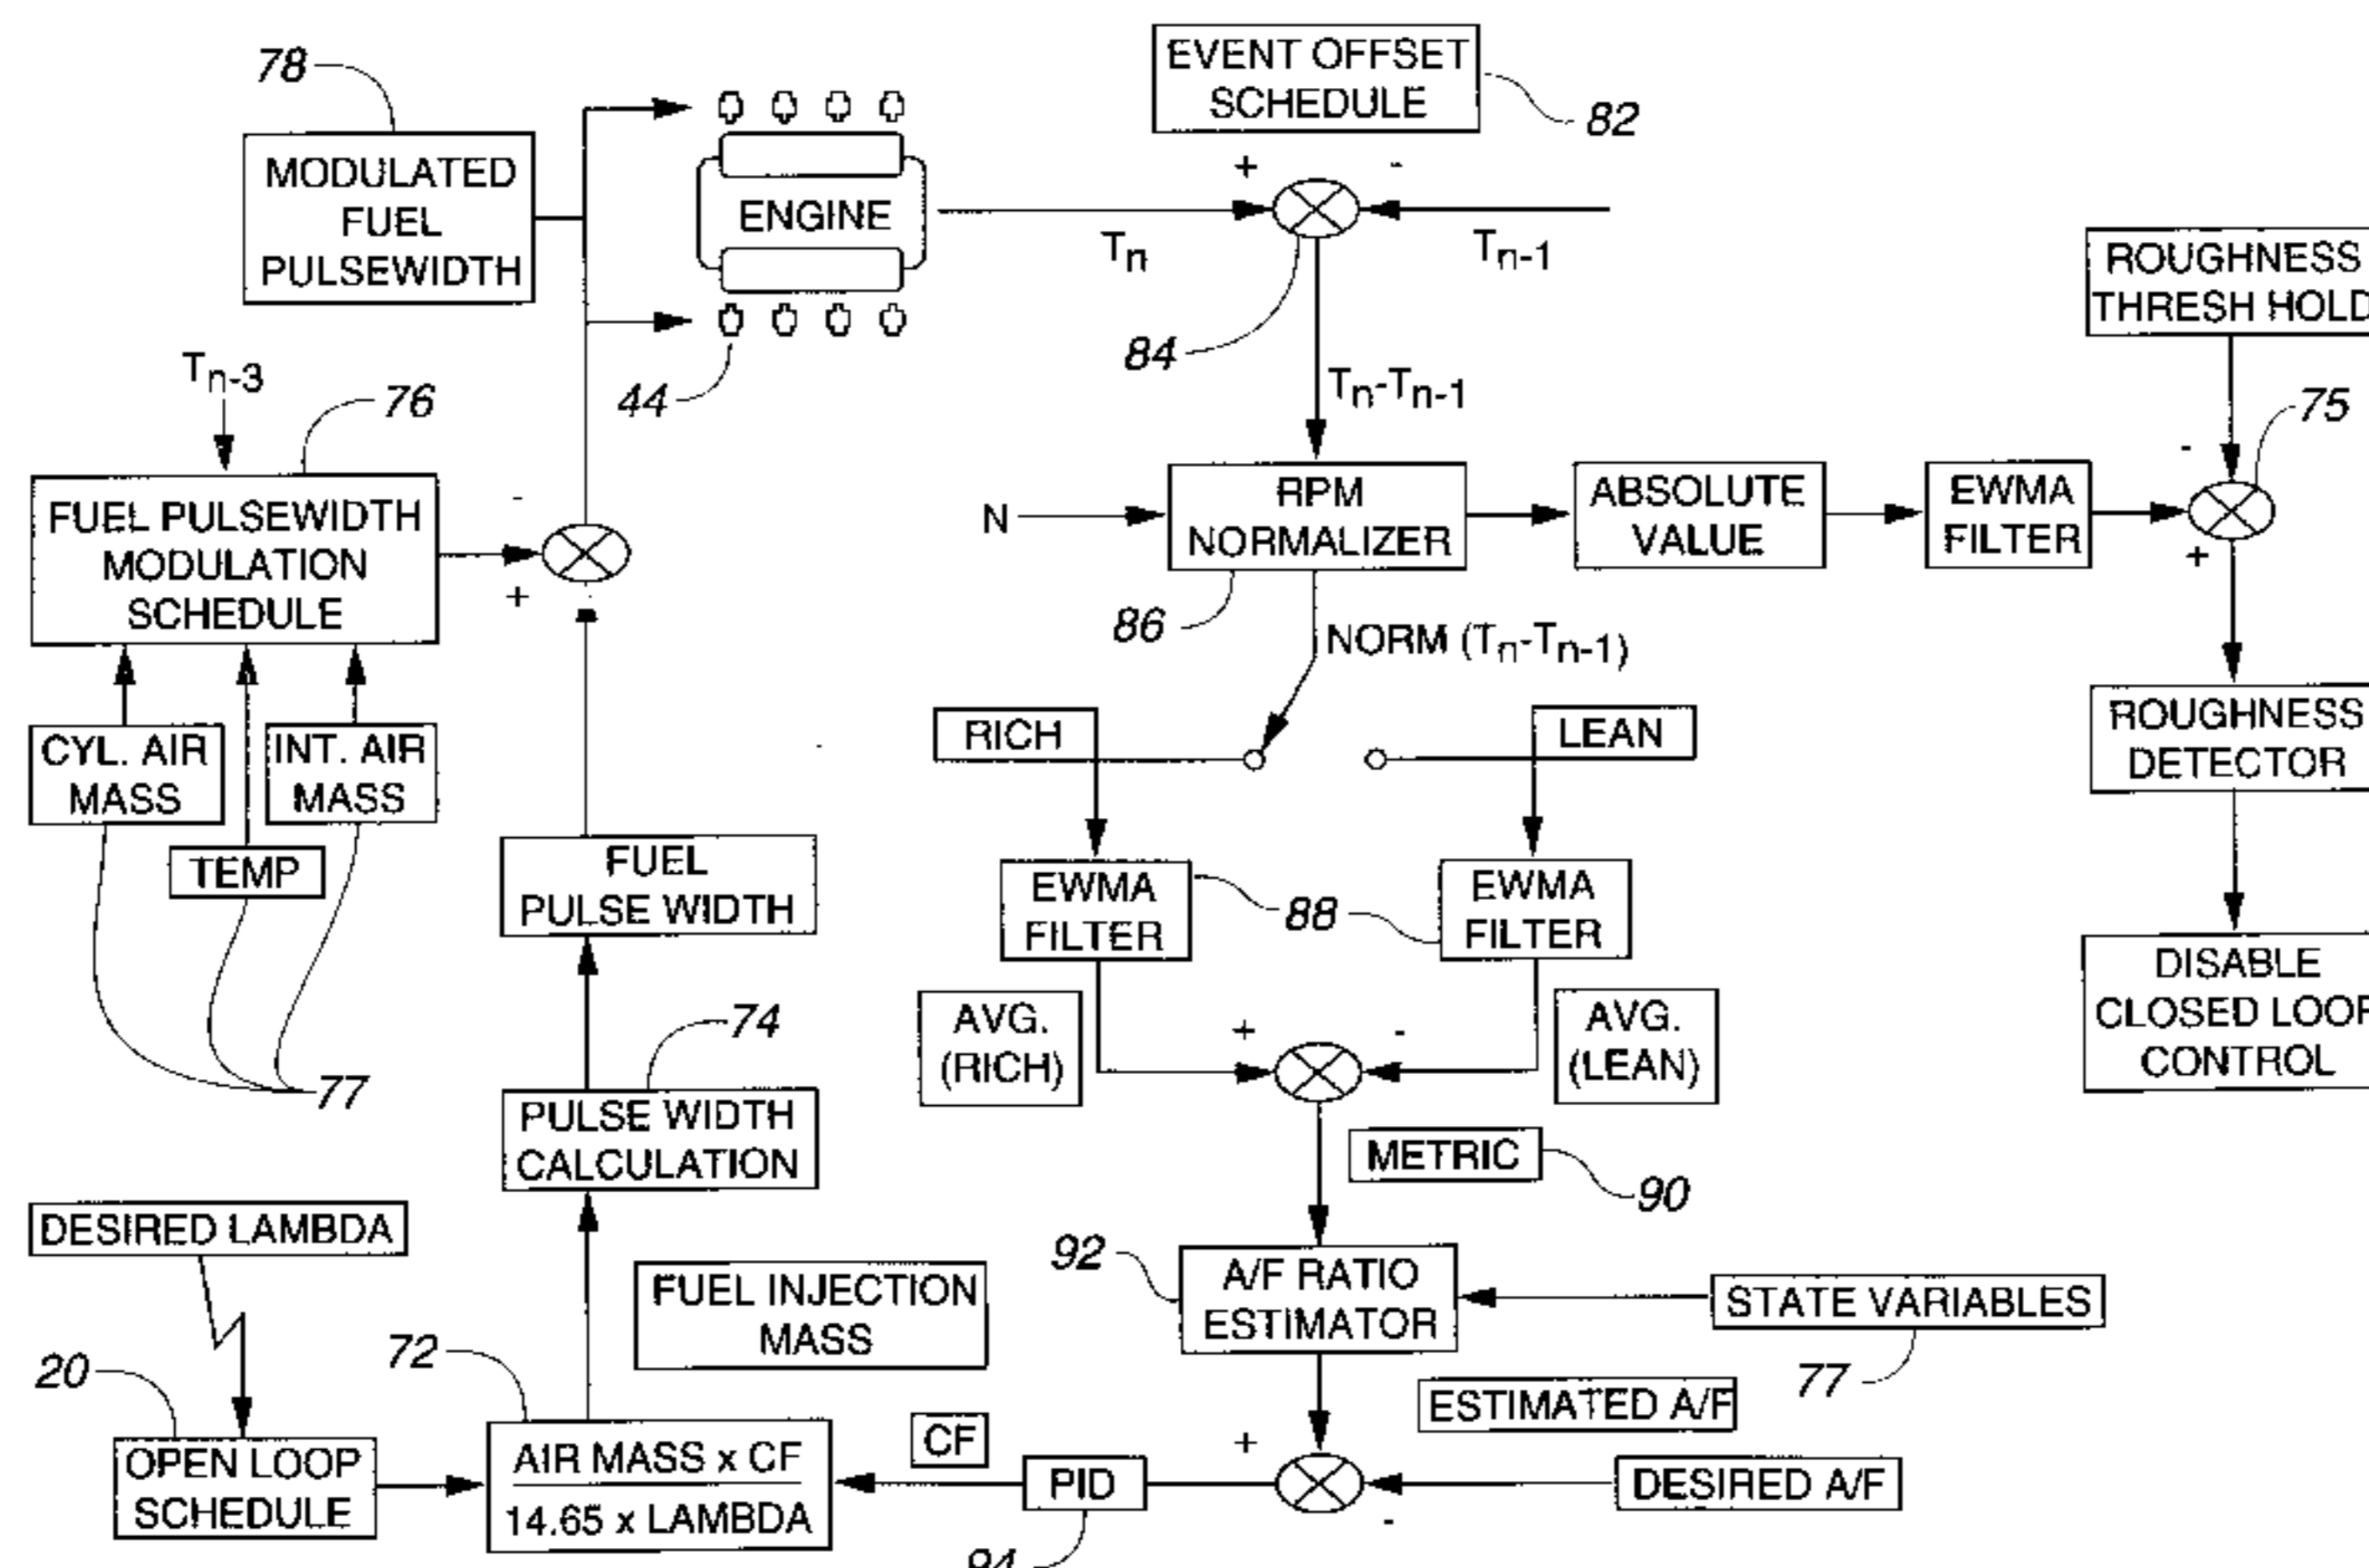 78
MODULATED
FUEL
PULSEWIDTH
ENGINE
44
EVENT OFFSET
SCHEDULE
82
+
-
Tn
Tn-1
84
Tn-Tn-1
ROUGHNESS
THRESH HOLD
75
-
+
Tn-3
76
FUEL PULSEWIDTH
MODULATION
SCHEDULE
-
+
N
RPM
NORMALIZER
86
ABSOLUTE
VALUE
EWMA
FILTER
NORM (Tn-Tn-1)
ROUGHNESS
DETECTOR
CYL. AIR
MASS
INT. AIR
MASS
TEMP
77
RICH
LEAN
FUEL
PULSE WIDTH
EWMA
FILTER
88
EWMA
FILTER
DISABLE
CLOSED LOOP
CONTROL
74
PULSE WIDTH
CALCULATION
AVG.
(RICH)
+
-
AVG.
(LEAN)
METRIC
90
DESIRED LAMBDA
FUEL INJECTION
MASS
92
A/F RATIO
ESTIMATOR
STATE VARIABLES
77
20
OPEN LOOP
SCHEDULE
72
AIR MASS x CF
14.65 x LAMBDA
CF
PID
94
ESTIMATED A/F
+
-
DESIRED A/F